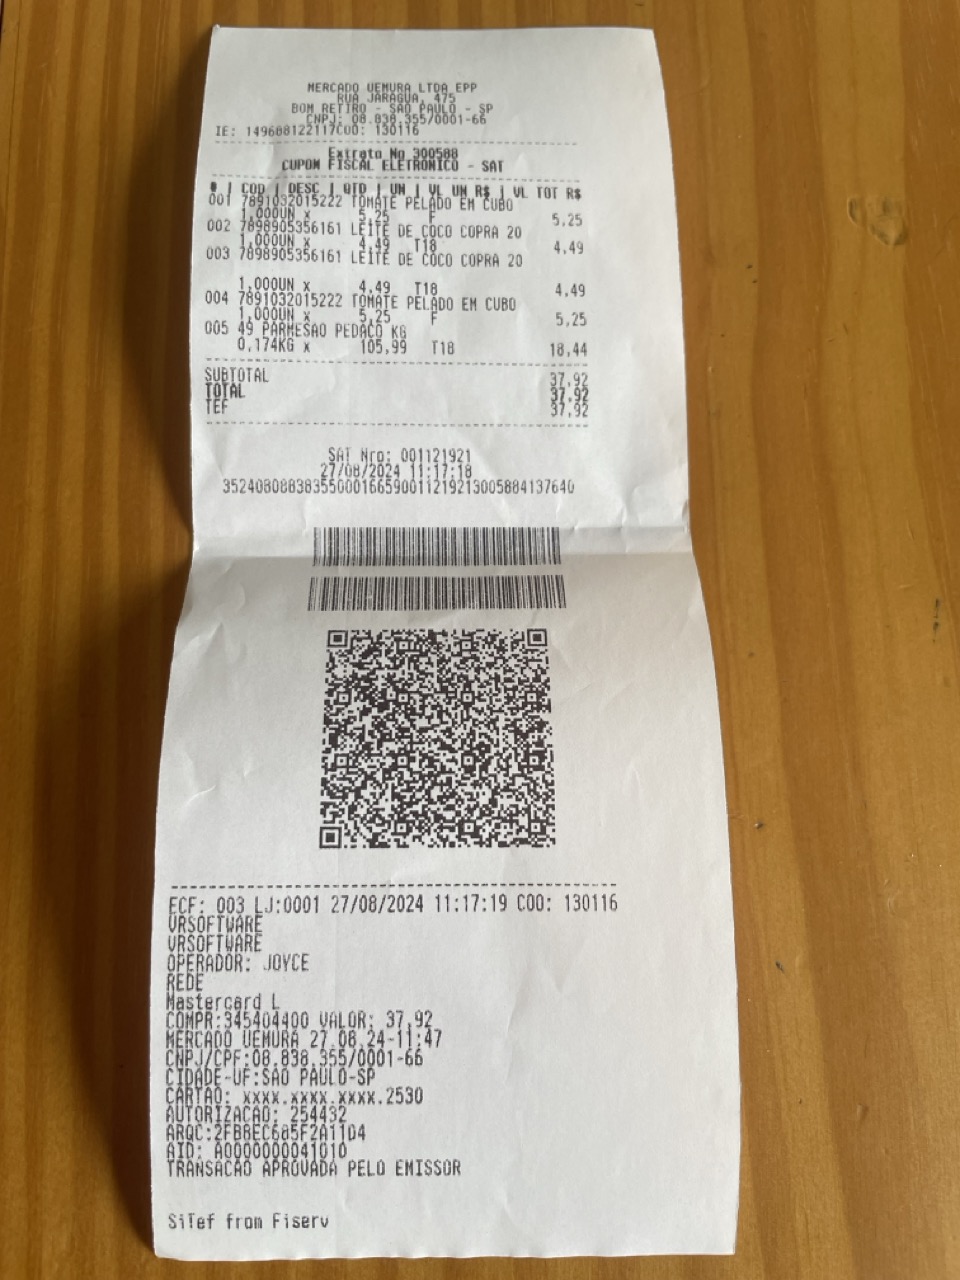 MERCADO UEMURA LTDA EPP
RUA JARAGUA, 475
BOM RETIRO - SAO PAULO - SP
CNPJ: 08.838.355/0001-66
IE: 149688122117COO: 130116
Extrato No 300588
CUPOM FISCAL ELETRONICO - SAT
# | COD | DESC | QTD | UN | VL UN R$ | VL TOT R$
001 7891032015222 TOMATE PELADO EM CUBO
1,000UN x 5,25 F 5,25
002 7898905356161 LEITE DE COCO COPRA 20
1,000UN x 4,49 T18 4,49
003 7898905356161 LEITE DE COCO COPRA 20
1,000UN x 4,49 T18 4,49
004 7891032015222 TOMATE PELADO EM CUBO
1,000UN x 5,25 F 5,25
005 49 PARMESAO PEDACO KG
0,174KG x 105,99 T18 18,44
SUBTOTAL 37,92
TOTAL 37,92
TEF 37,92
SAT Nro: 001121921
27/08/2024 11:17:18
35240808838355000166590011219213005884137640
ECF: 003 LJ:0001 27/08/2024 11:17:19 COO: 130116
VRSOFTWARE
VRSOFTWARE
OPERADOR: JOYCE
REDE
Mastercard L
COMPR:345404400 VALOR: 37,92
MERCADO UEMURA 27.08.24-11:47
CNPJ/CPF:08.838.355/0001-66
CIDADE-UF:SAO PAULO-SP
CARTAO: xxxx.xxxx.xxxx.2530
AUTORIZACAO: 254432
ARQC:2FB8EC685F2A11D4
AID: A0000000041010
TRANSACAO APROVADA PELO EMISSOR
SiTef from Fiserv